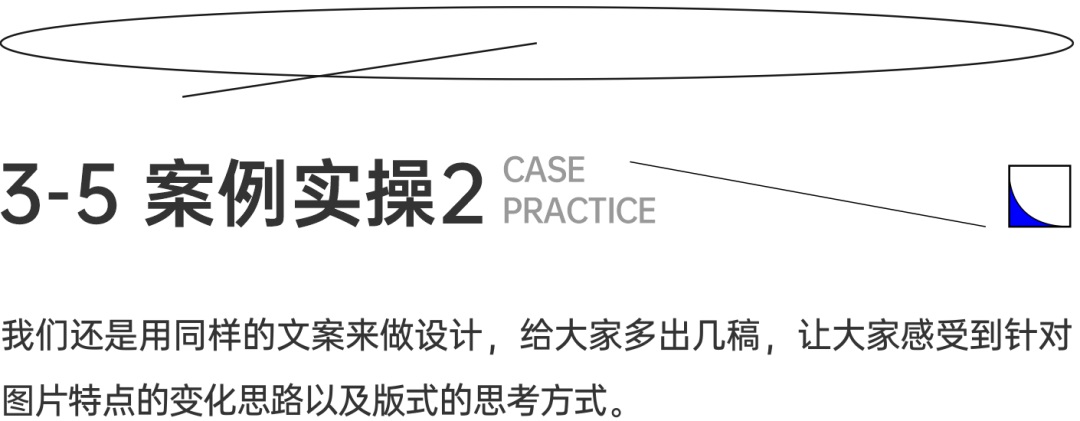 3-5 案例实操2
CASE
PRACTICE
我们还是用同样的文案来做设计，给大家多出几稿，让大家感受到针对
图片特点的变化思路以及版式的思考方式。